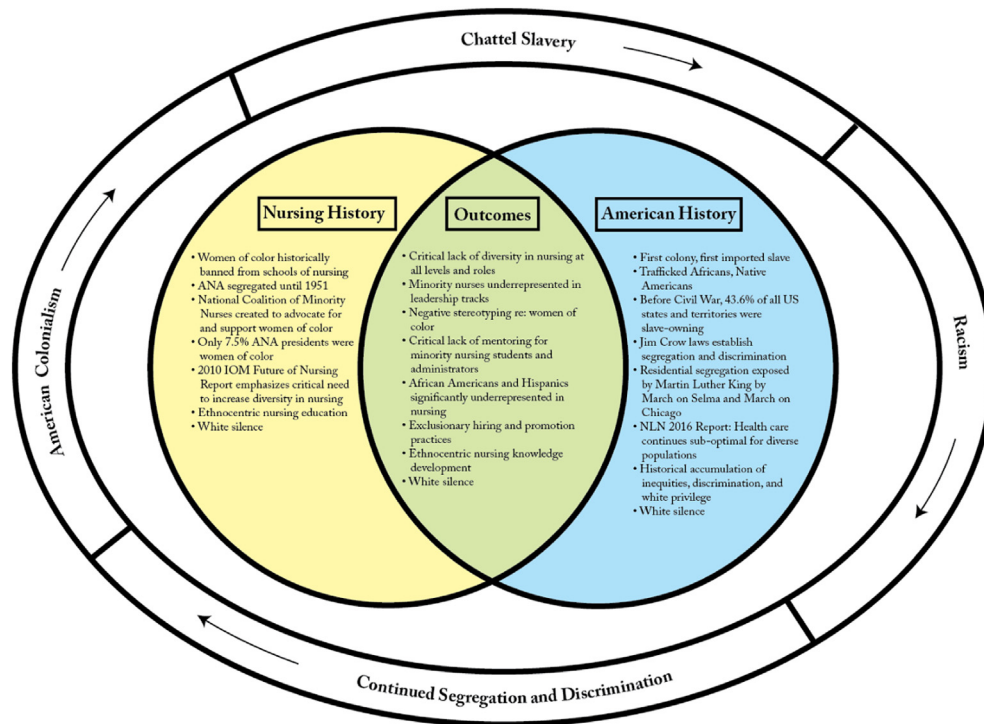 Chattel Slavery
American Colonialism
Racism
Continued Segregation and Discrimination
Nursing History
• Women of color historically
banned from schools of nursing
• ANA segregated until 1951
• National Coalition of Minority
Nurses created to advocate for
and support women of color
• Only 7.5% ANA presidents were
women of color
• 2010 IOM Future of Nursing
Report emphasizes critical need
to increase diversity in nursing
• Ethnocentric nursing education
• White silence
Outcomes
• Critical lack of diversity in nursing at
all levels and roles
• Minority nurses underrepresented in
leadership tracks
• Negative stereotyping re: women of
color
• Critical lack of mentoring for
minority nursing students and
administrators
• African Americans and Hispanics
significantly underrepresented in
nursing
• Exclusionary hiring and promotion
practices
• Ethnocentric nursing knowledge
development
• White silence
American History
• First colony, first imported slave
• Trafficked Africans, Native
Americans
• Before Civil War, 43.6% of all US
states and territories were
slave-owning
• Jim Crow laws establish
segregation and discrimination
• Residential segregation exposed
by Martin Luther King by
March on Selma and March on
Chicago
• NLN 2016 Report: Health care
continues sub-optimal for diverse
populations
• Historical accumulation of
inequities, discrimination, and
white privilege
• White silence